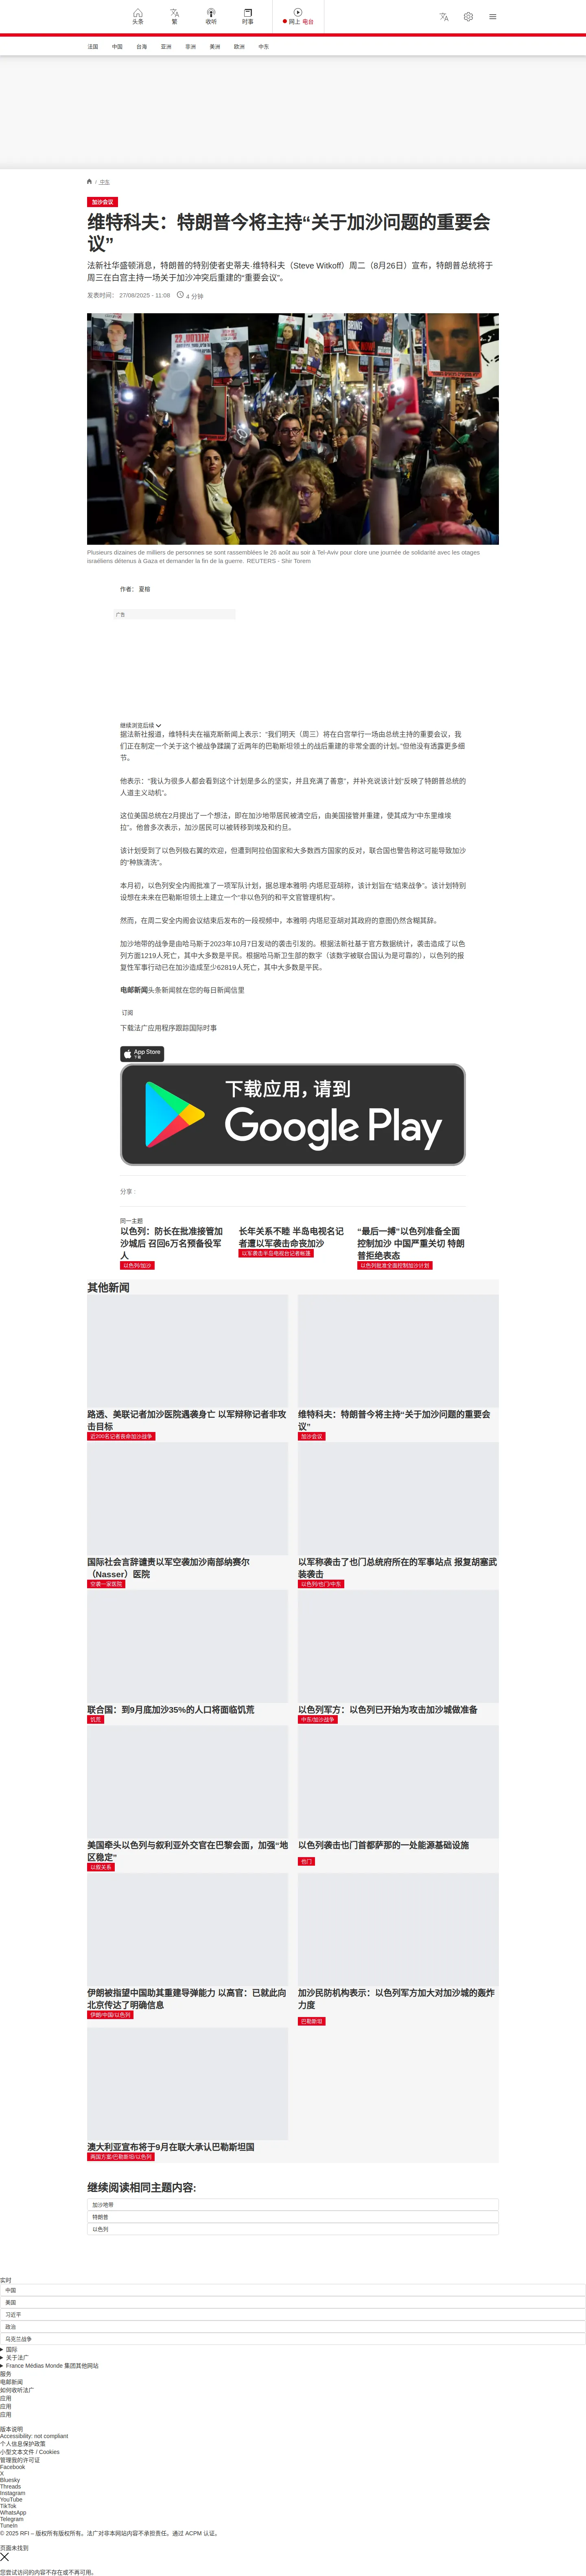 头条
繁
收听
时事
网上 电台
法国
中国
台海
亚洲
非洲
美洲
欧洲
中东
/ 中东
加沙会议
维特科夫：特朗普今将主持“关于加沙问题的重要会
议”
法新社华盛顿消息，特朗普的特别使者史蒂夫·维特科夫（Steve Witkoff）周二（8月26日）宣布，特朗普总统将于
周三在白宫主持一场关于加沙冲突后重建的“重要会议”。
发表时间： 27/08/2025 - 11:08
4 分钟
Plusieurs dizaines de milliers de personnes se sont rassemblées le 26 août au soir à Tel-Aviv pour clore une journée de solidarité avec les otages
israéliens détenus à Gaza et demander la fin de la guerre. REUTERS - Shir Torem
作者： 夏榕
广告
继续浏览后续
据法新社报道，维特科夫在福克斯新闻上表示：“我们明天（周三）将在白宫举行一场由总统主持的重要会议，我
们正在制定一个关于这个被战争蹂躏了近两年的巴勒斯坦领土的战后重建的非常全面的计划。”但他没有透露更多细
节。
他表示：“我认为很多人都会看到这个计划是多么的坚实，并且充满了善意”，并补充说该计划“反映了特朗普总统的
人道主义动机”。
这位美国总统在2月提出了一个想法，即在加沙地带居民被清空后，由美国接管并重建，使其成为“中东里维埃
拉”。他曾多次表示，加沙居民可以被转移到埃及和约旦。
该计划受到了以色列极右翼的欢迎，但遭到阿拉伯国家和大多数西方国家的反对，联合国也警告称这可能导致加沙
的“种族清洗”。
本月初，以色列安全内阁批准了一项军队计划，据总理本雅明·内塔尼亚胡称，该计划旨在“结束战争”。该计划特别
设想在未来在巴勒斯坦领土上建立一个“非以色列的和平文官管理机构”。
然而，在周二安全内阁会议结束后发布的一段视频中，本雅明·内塔尼亚胡对其政府的意图仍然含糊其辞。
加沙地带的战争是由哈马斯于2023年10月7日发动的袭击引发的。根据法新社基于官方数据统计，袭击造成了以色
列方面1219人死亡，其中大多数是平民。根据哈马斯卫生部的数字（该数字被联合国认为是可靠的），以色列的报
复性军事行动已在加沙造成至少62819人死亡，其中大多数是平民。
电邮新闻头条新闻就在您的每日新闻信里
订阅
下载法广应用程序跟踪国际时事
App Store
下载
下载应用，请到
Google Play
分享 :
同一主题
以色列：防长在批准接管加
沙城后 召回6万名预备役军
人
以色列/加沙
长年关系不睦 半岛电视名记
者遭以军袭击命丧加沙
以军袭击半岛电视台记者帐篷
“最后一搏”以色列准备全面
控制加沙 中国严重关切 特朗
普拒绝表态
以色列批准全面控制加沙计划
其他新闻
路透、美联记者加沙医院遇袭身亡 以军辩称记者非攻
击目标
近200名记者丧命加沙战争
维特科夫：特朗普今将主持“关于加沙问题的重要会
议”
加沙会议
国际社会言辞谴责以军空袭加沙南部纳赛尔
（Nasser）医院
空袭一家医院
以军称袭击了也门总统府所在的军事站点 报复胡塞武
装袭击
以色列/也门/中东
联合国：到9月底加沙35%的人口将面临饥荒
饥荒
以色列军方：以色列已开始为攻击加沙城做准备
中东/加沙战争
美国牵头以色列与叙利亚外交官在巴黎会面，加强“地
区稳定”
以叙关系
以色列袭击也门首都萨那的一处能源基础设施
也门
伊朗被指望中国助其重建导弹能力 以高官：已就此向
北京传达了明确信息
伊朗/中国/以色列
加沙民防机构表示：以色列军方加大对加沙城的轰炸
力度
巴勒斯坦
澳大利亚宣布将于9月在联大承认巴勒斯坦国
两国方案/巴勒斯坦/以色列
继续阅读相同主题内容:
加沙地带
特朗普
以色列
实时
中国
美国
习近平
政治
乌克兰战争
国际
关于法广
France Médias Monde 集团其他网站
服务
电邮新闻
如何收听法广
应用
应用
应用
版本说明
Accessibility: not compliant
个人信息保护政策
小型文本文件 / Cookies
管理我的许可证
Facebook
X
Bluesky
Threads
Instagram
YouTube
TikTok
WhatsApp
Telegram
TuneIn
© 2025 RFI – 版权所有版权所有。法广对非本网站内容不承担责任。通过 ACPM 认证。
页面未找到
您尝试访问的内容不存在或不再可用。